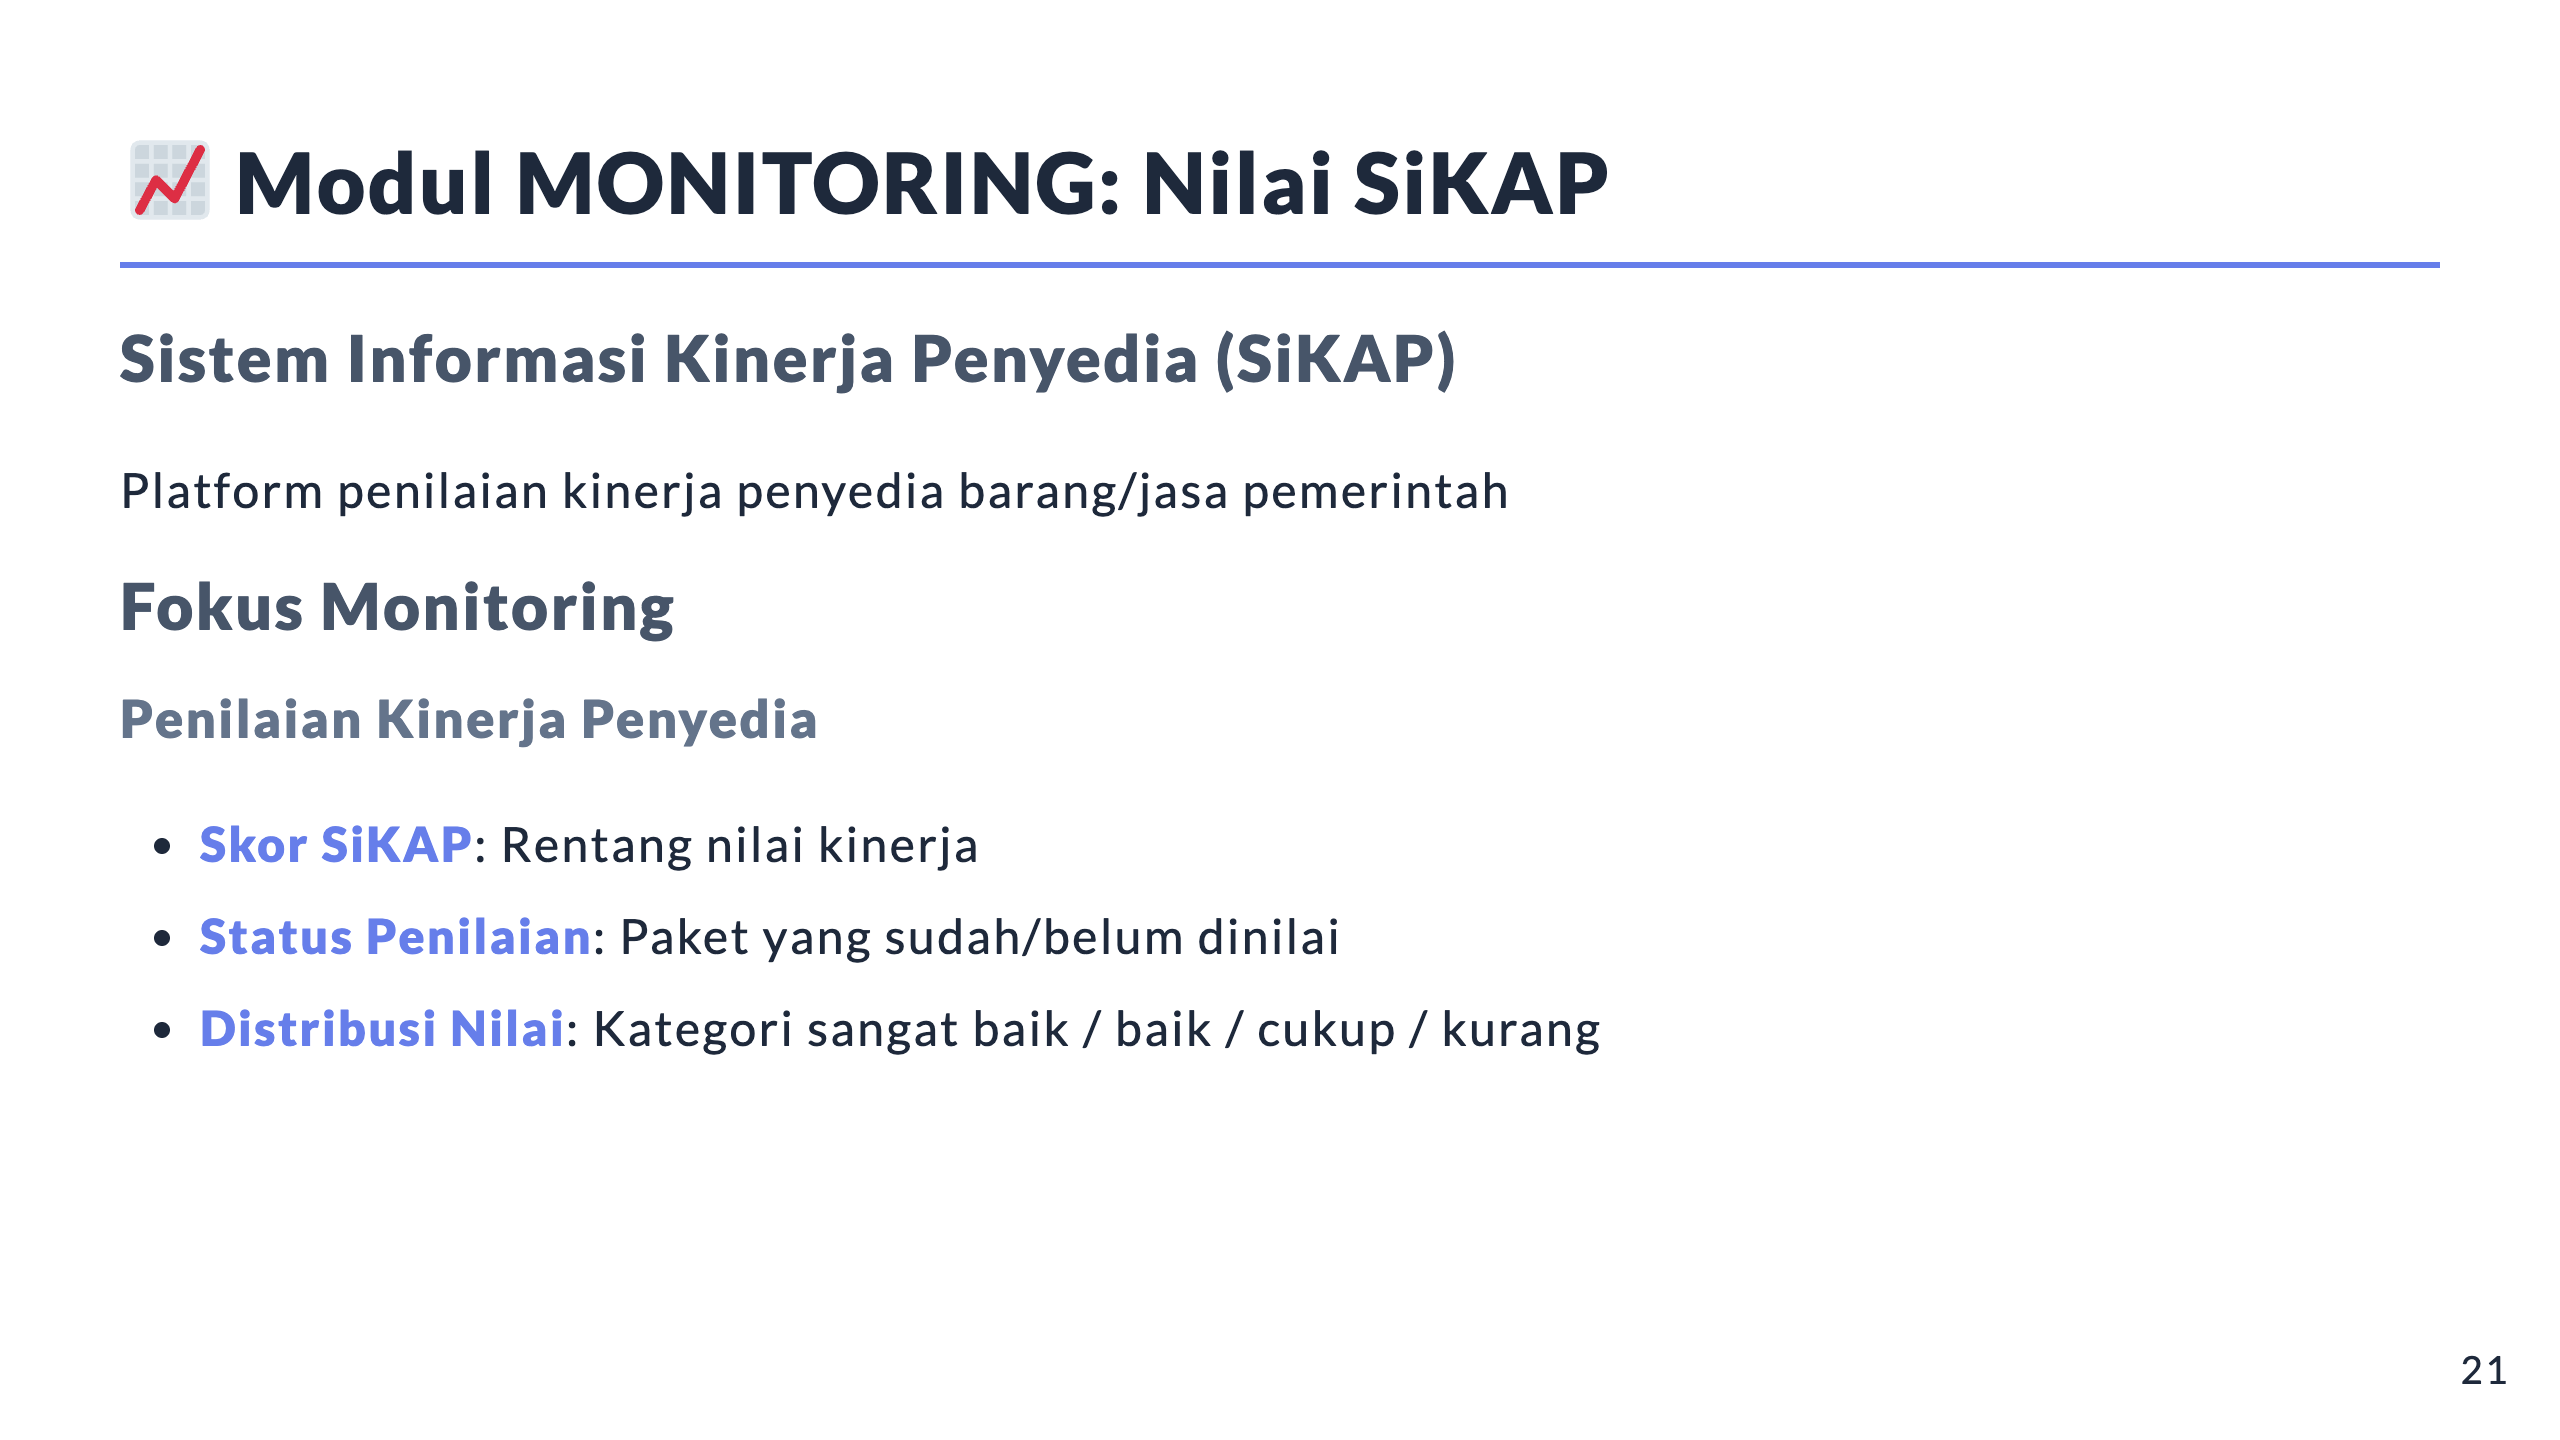 Modul MONITORING: Nilai SiKAP
Sistem Informasi Kinerja Penyedia (SiKAP)
Platform penilaian kinerja penyedia barang/jasa pemerintah
Fokus Monitoring
Penilaian Kinerja Penyedia
• Skor SiKAP: Rentang nilai kinerja
• Status Penilaian: Paket yang sudah/belum dinilai
• Distribusi Nilai: Kategori sangat baik / baik / cukup / kurang
21